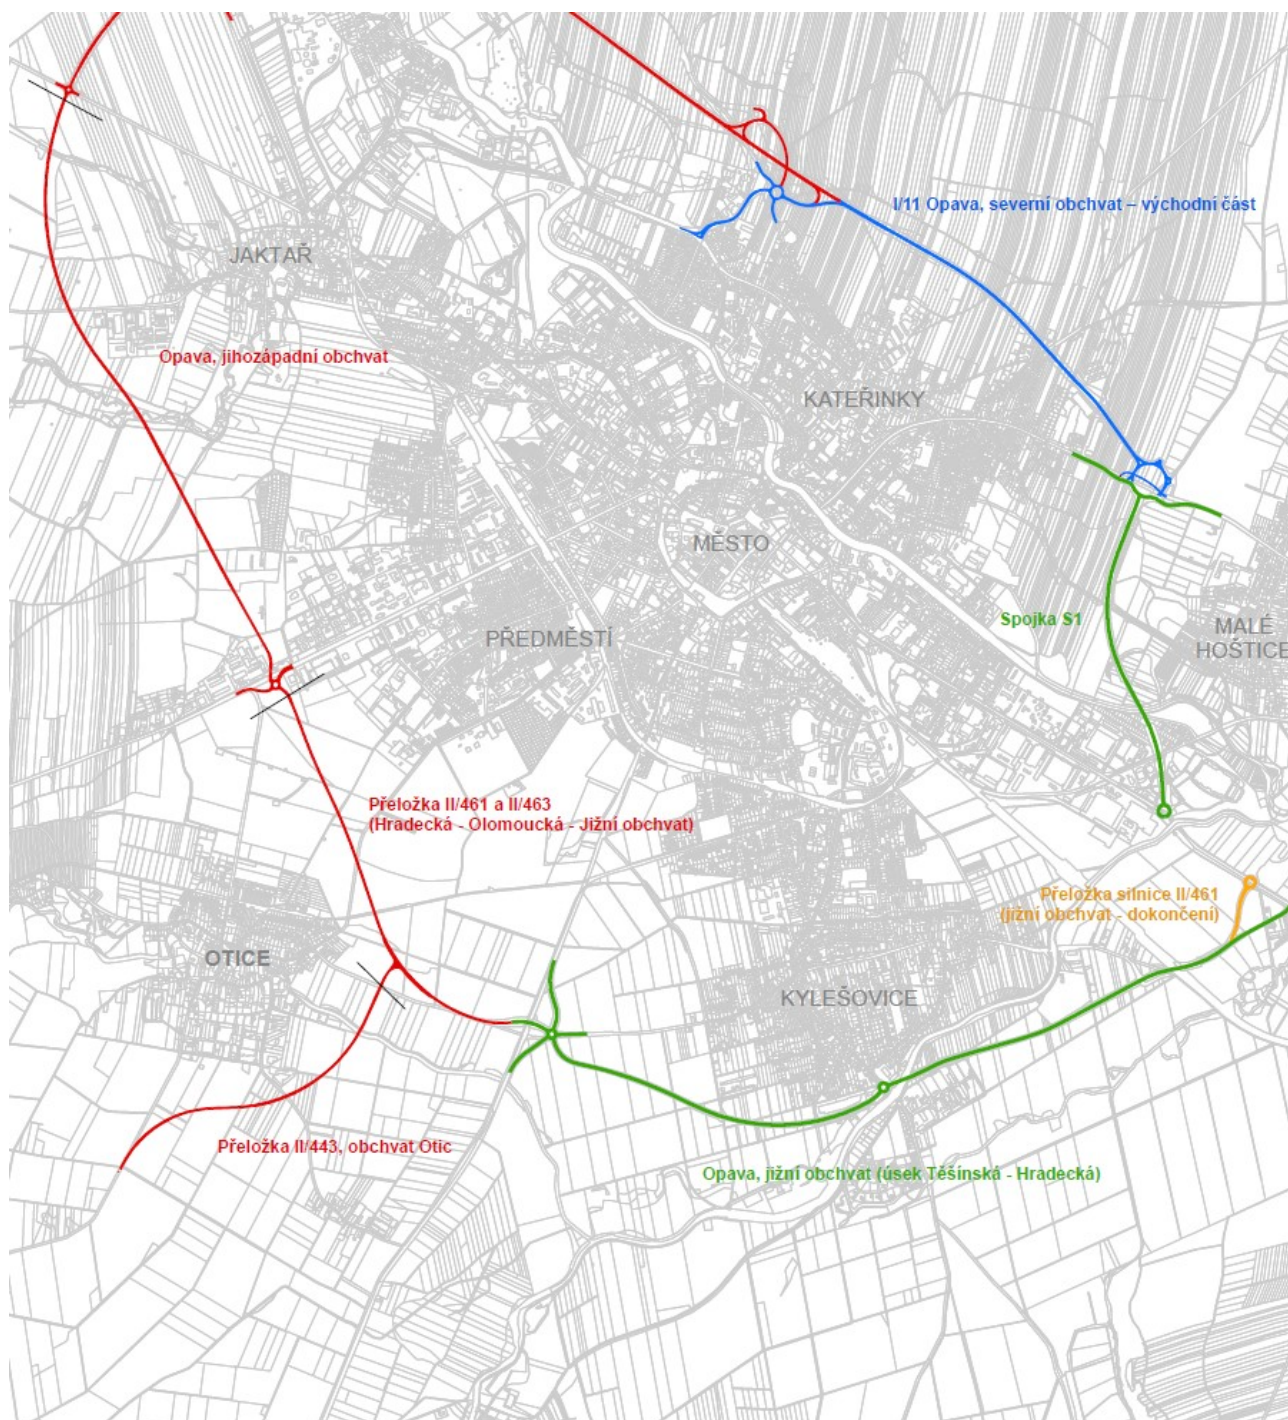 I/11 Opava, severní obchvat – východní část
JAKTAŘ
Opava, jihozápadní obchvat
KATEŘINKY
MĚSTO
Spojka S1
MALÉ
HOŠTICE
PŘEDMĚSTÍ
Přeložka II/461 a II/463
(Hradecká - Olomoucká - Jižní obchvat)
Přeložka silnice II/461
(jižní obchvat - dokončení)
OTICE
KYLEŠOVICE
Přeložka II/443, obchvat Otic
Opava, jižní obchvat (úsek Těšínská - Hradecká)